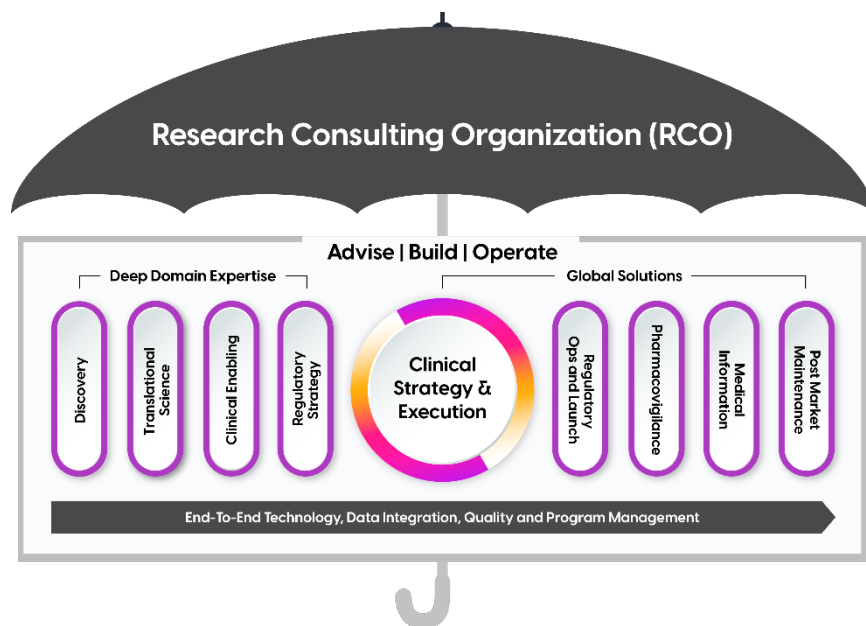 Research Consulting Organization (RCO)
Advise | Build | Operate
Deep Domain Expertise
Global Solutions
Discovery
Translational
Science
Clinical Enabling
Regulatory
Strategy
Clinical
Strategy &
Execution
Regulatory
Ops and Launch
Pharmacovigilance
Medical
Information
Post Market
Maintenance
End-To-End Technology, Data Integration, Quality and Program Management